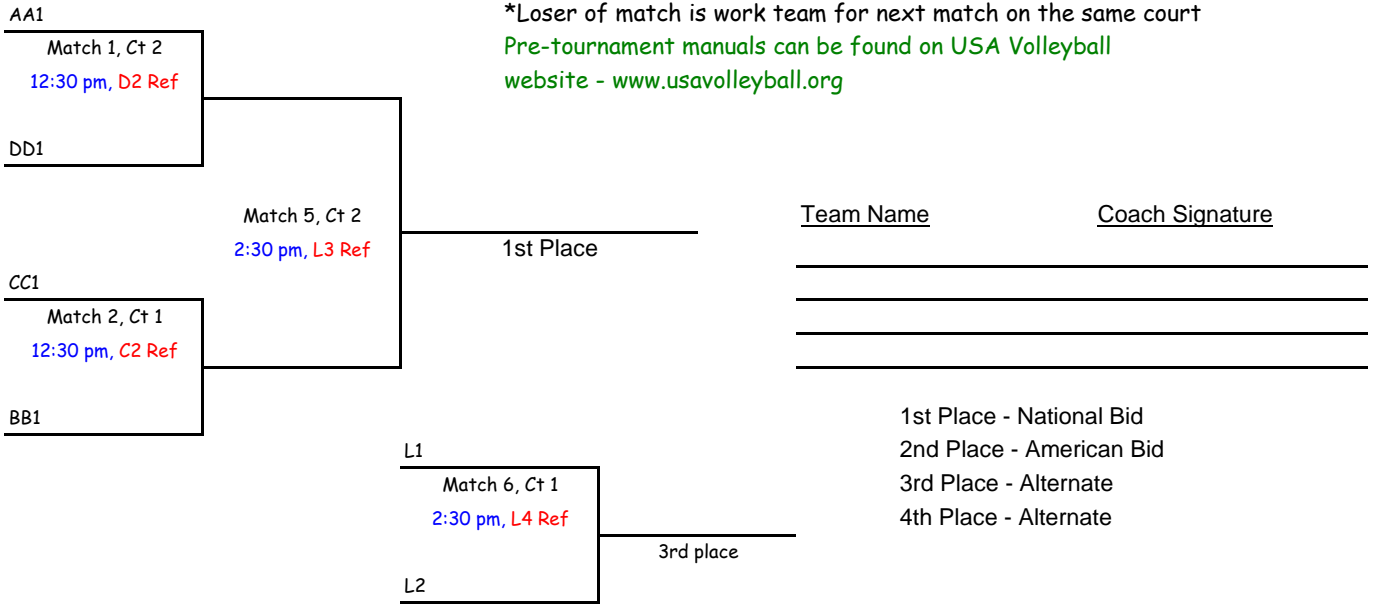 AA1
*Loser of match is work team for next match on the same court
Match 1, Ct 2
Pre-tournament manuals can be found on USA Volleyball
12:30 pm, D2 Ref
website - www.usavolleyball.org
DD1
Match 5, Ct 2
Team Name Coach Signature
2:30 pm, L3 Ref
1st Place
CC1
Match 2, Ct 1
12:30 pm, C2 Ref
BB1
1st Place - National Bid
2nd Place - American Bid
3rd Place - Alternate
4th Place - Alternate
L1
Match 6, Ct 1
2:30 pm, L4 Ref
3rd place
L2